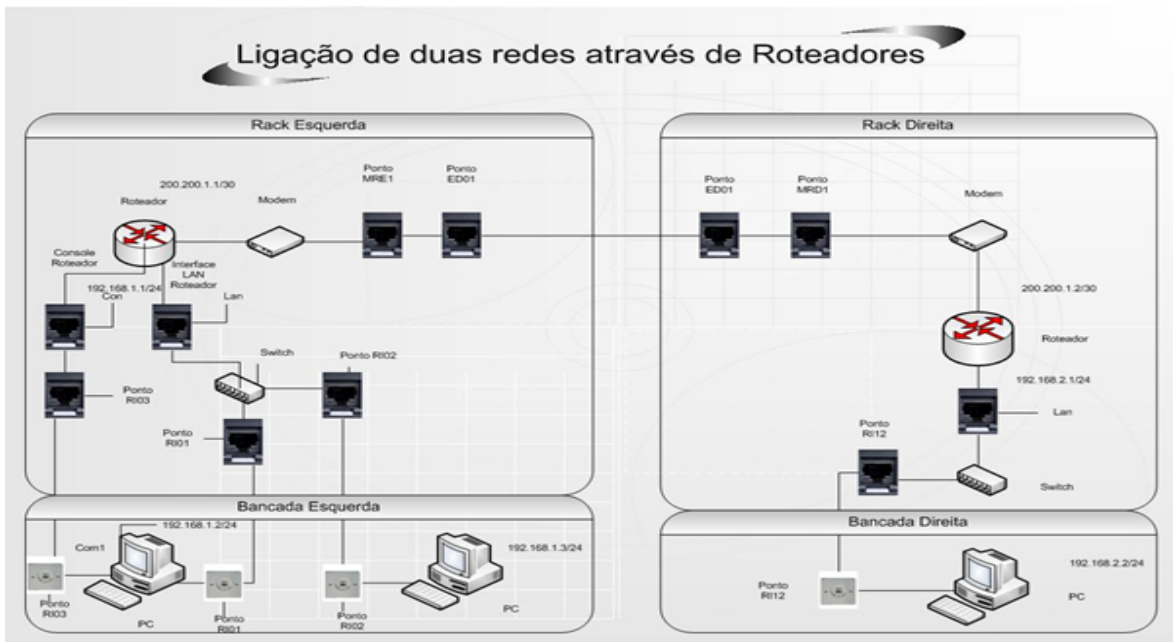 Ligação de duas redes através de Roteadores
Rack Esquerda
200.200.1.1/30
Roteador
Modem
Ponto
MRE1
Ponto
ED01
Console
Roteador
Interface
LAN
Roteador
192.168.1.1/24
Con
Lan
Switch
Ponto RI02
Ponto
RI03
Ponto
RI01
Bancada Esquerda
192.168.1.2/24
Com1
192.168.1.3/24
Ponto
RI03
PC
Ponto
RI01
Ponto
RI02
PC
Rack Direita
Ponto
ED01
Ponto
MRD1
Modem
200.200.1.2/30
Roteador
192.168.2.1/24
Lan
Ponto
RI12
Switch
Bancada Direita
192.168.2.2/24
Ponto
RI12
PC